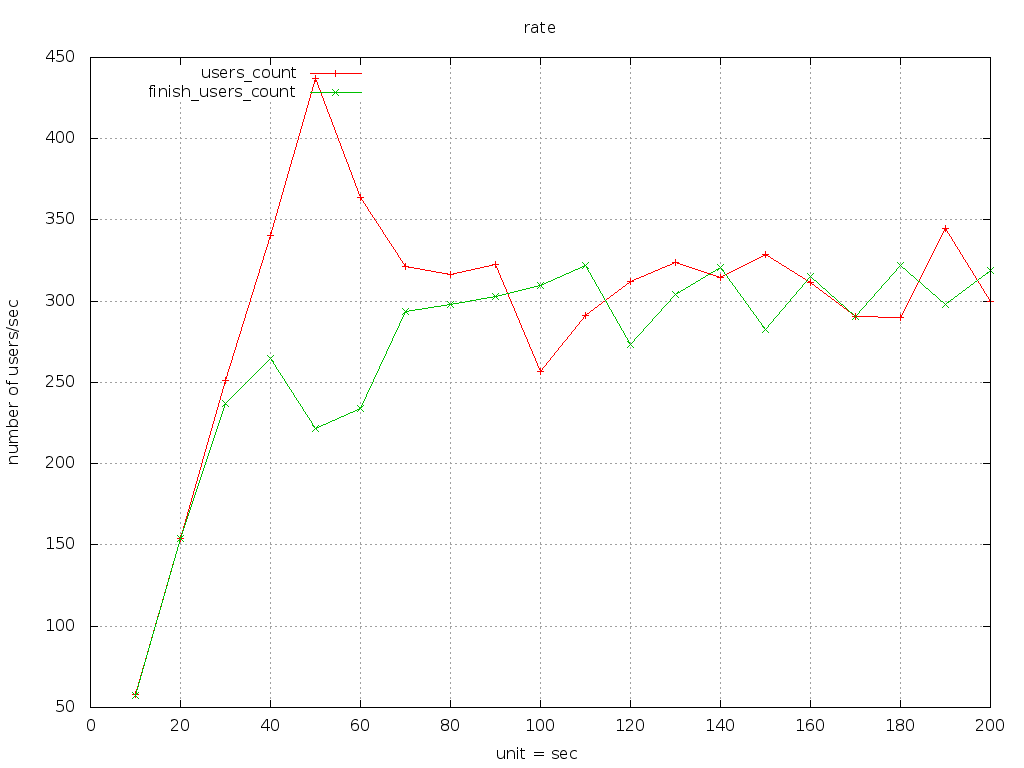 rate
450
400
350
300
250
200
150
100
50
number of users/sec
users_count
finish_users_count
0 20 40 60 80 100 120 140 160 180 200
unit = sec